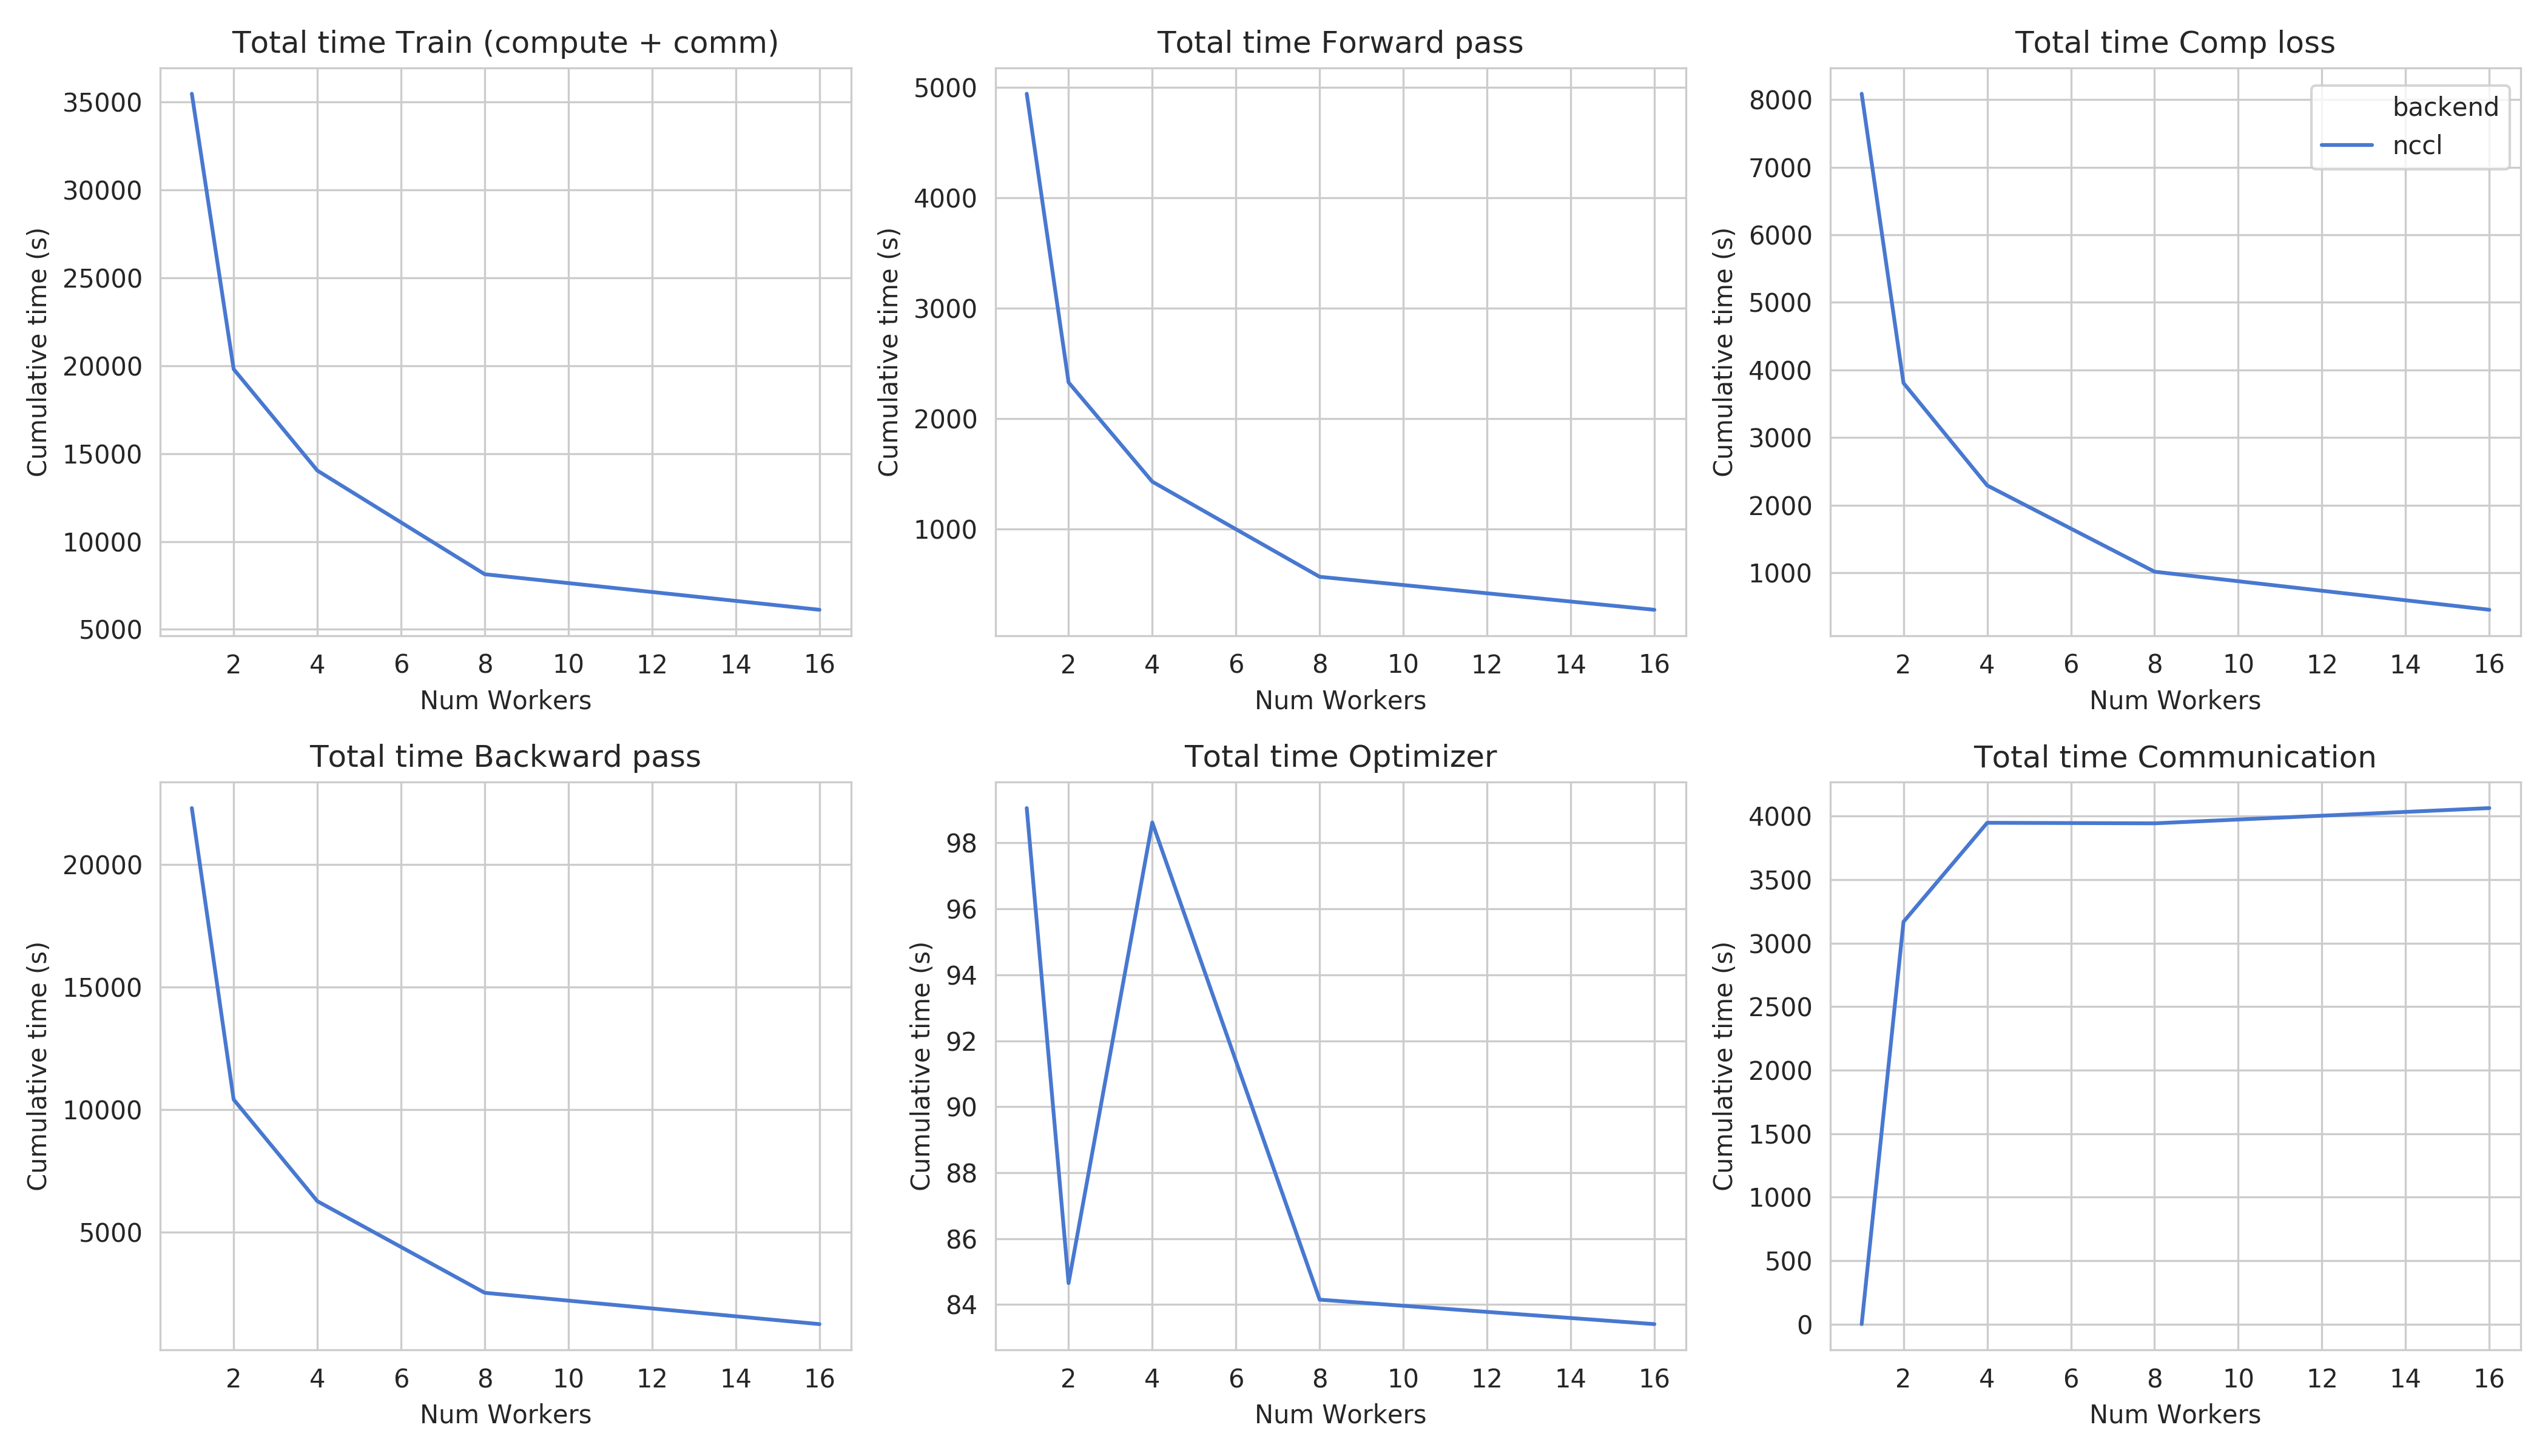 Total time Train (compute + comm)
Cumulative time (s)
35000
30000
25000
20000
15000
10000
5000
2 4 6 8 10 12 14 16
Num Workers
Total time Forward pass
Cumulative time (s)
5000
4000
3000
2000
1000
2 4 6 8 10 12 14 16
Num Workers
Total time Comp loss
Cumulative time (s)
8000
7000
6000
5000
4000
3000
2000
1000
backend
nccl
2 4 6 8 10 12 14 16
Num Workers
Total time Backward pass
Cumulative time (s)
20000
15000
10000
5000
2 4 6 8 10 12 14 16
Num Workers
Total time Optimizer
Cumulative time (s)
98
96
94
92
90
88
86
84
2 4 6 8 10 12 14 16
Num Workers
Total time Communication
Cumulative time (s)
4000
3500
3000
2500
2000
1500
1000
500
0
2 4 6 8 10 12 14 16
Num Workers